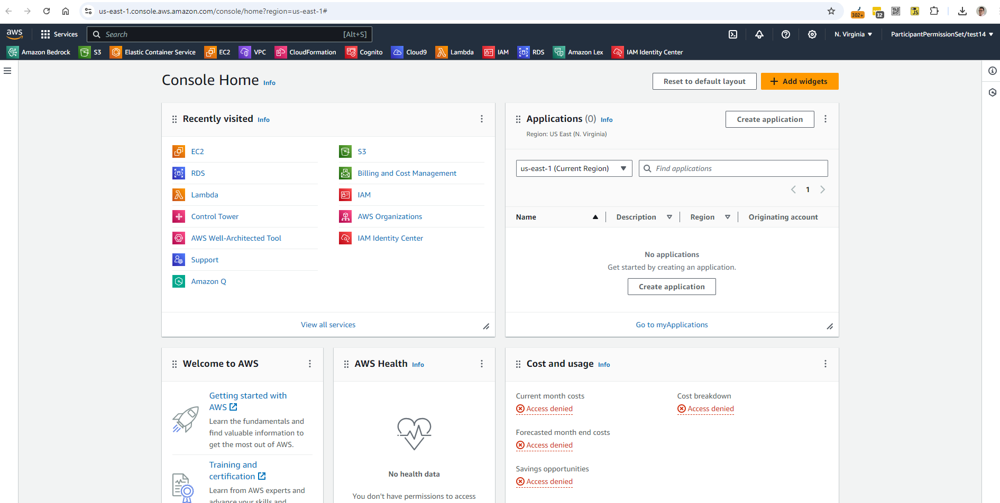 us-east-1.console.aws.amazon.com/console/home?region=us-east-1#
302+
32
JS
aws
Services
Search
[Alt+S]
N. Virginia
ParticipantPermissionSet/test14
Amazon Bedrock
S3
Elastic Container Service
EC2
VPC
CloudFormation
Cognito
Cloud9
Lambda
IAM
RDS
Amazon Lex
IAM Identity Center
Console Home Info
Reset to default layout
Add widgets
Recently visited Info
EC2
RDS
Lambda
Control Tower
AWS Well-Architected Tool
Support
Amazon Q
S3
Billing and Cost Management
IAM
AWS Organizations
IAM Identity Center
View all services
Applications (0) Info
Region: US East (N. Virginia)
Create application
us-east-1 (Current Region)
Find applications
1
Name
Description
Region
Originating account
No applications
Get started by creating an application.
Create application
Go to myApplications
Welcome to AWS
Getting started with
AWS
Learn the fundamentals and
find valuable information to
get the most out of AWS.
Training and
certification
Learn from AWS experts and
advance your skills and
AWS Health Info
No health data
You don't have permissions to access
Cost and usage Info
Current month costs
Access denied
Forecasted month end costs
Access denied
Savings opportunities
Access denied
Cost breakdown
Access denied